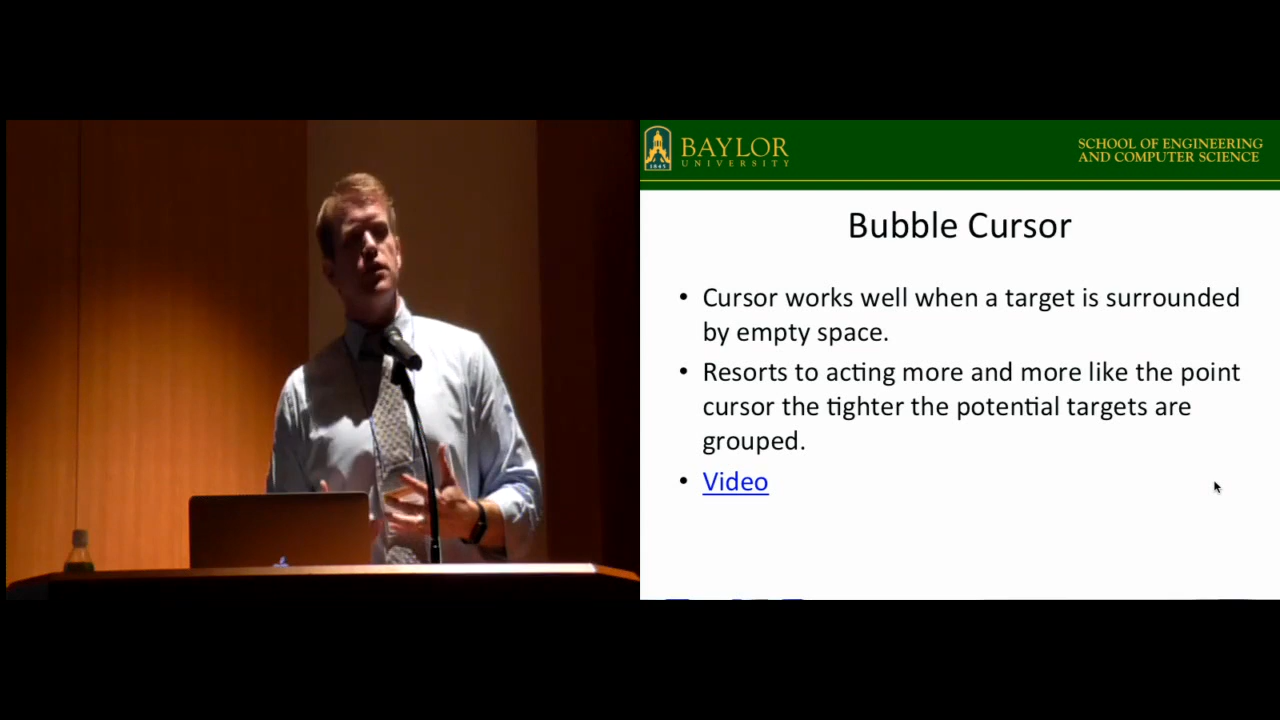 BAYLOR
UNIVERSITY
1845
SCHOOL OF ENGINEERING
AND COMPUTER SCIENCE
Bubble Cursor
• Cursor works well when a target is surrounded
by empty space.
• Resorts to acting more and more like the point
cursor the tighter the potential targets are
grouped.
• Video